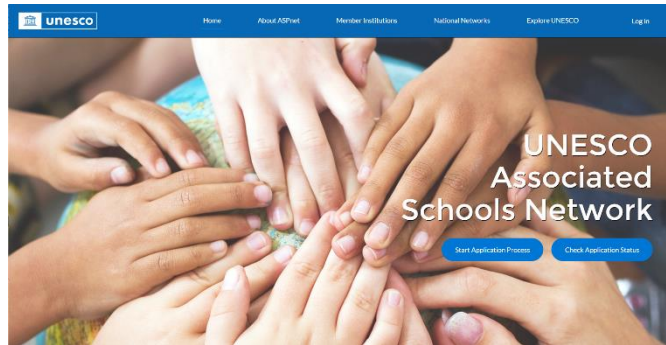 unesco
Home About ASPnet Member Institutions National Networks Explore UNESCO Log in
UNESCO
Associated
Schools Network
Start Application Process Check Application Status